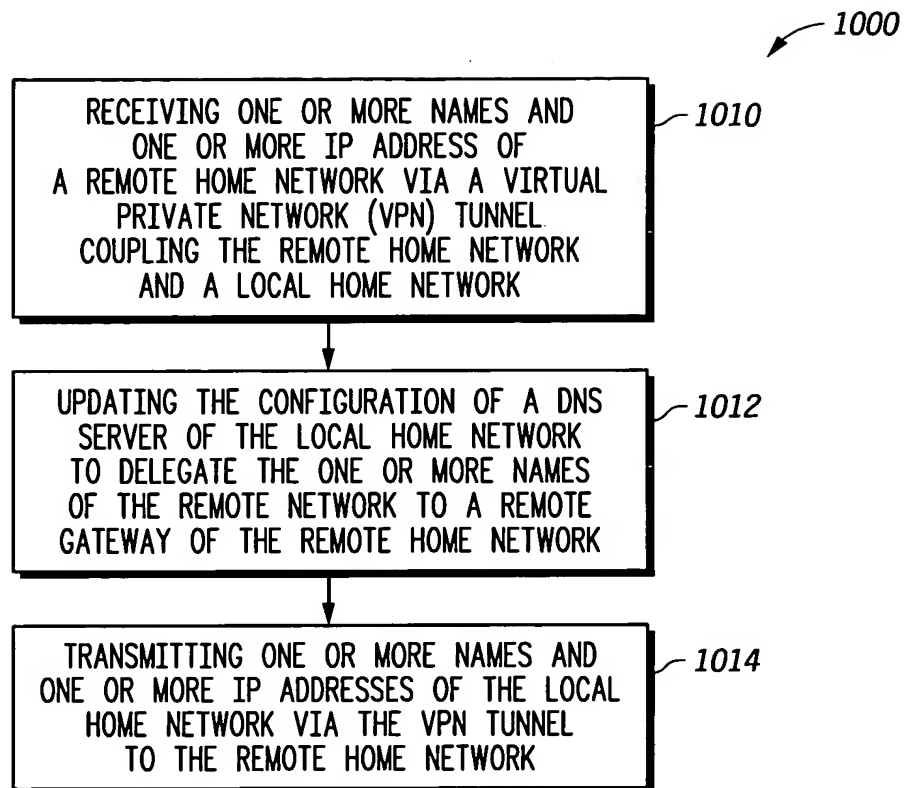 1000
RECEIVING ONE OR MORE NAMES AND
ONE OR MORE IP ADDRESS OF
A REMOTE HOME NETWORK VIA A VIRTUAL
PRIVATE NETWORK (VPN) TUNNEL
COUPLING THE REMOTE HOME NETWORK
AND A LOCAL HOME NETWORK
1010
UPDATING THE CONFIGURATION OF A DNS
SERVER OF THE LOCAL HOME NETWORK
TO DELEGATE THE ONE OR MORE NAMES
OF THE REMOTE NETWORK TO A REMOTE
GATEWAY OF THE REMOTE HOME NETWORK
1012
TRANSMITTING ONE OR MORE NAMES AND
ONE OR MORE IP ADDRESSES OF THE LOCAL
HOME NETWORK VIA THE VPN TUNNEL
TO THE REMOTE HOME NETWORK
1014